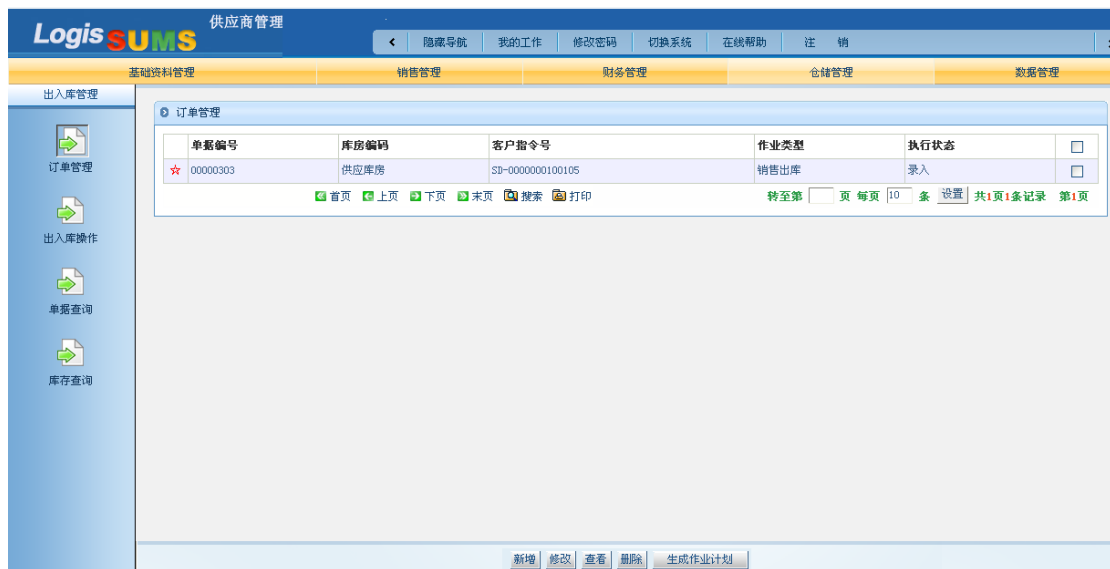 Logis SUMS 供应商管理
隐藏导航 我的工作 修改密码 切换系统 在线帮助 注 销
基础资料管理 销售管理 财务管理 仓储管理 数据管理
出入库管理
订单管理
出入库操作
单据查询
库存查询
订单管理
单据编号 库房编码 客户指令号 作业类型 执行状态
00000303 供应库房 SD-0000000100105 销售出库 录入
首页 上页 下页 末页 搜索 打印 转至第 页 每页 10 条 设置 共1页1条记录 第1页
新增 修改 查看 删除 生成作业计划